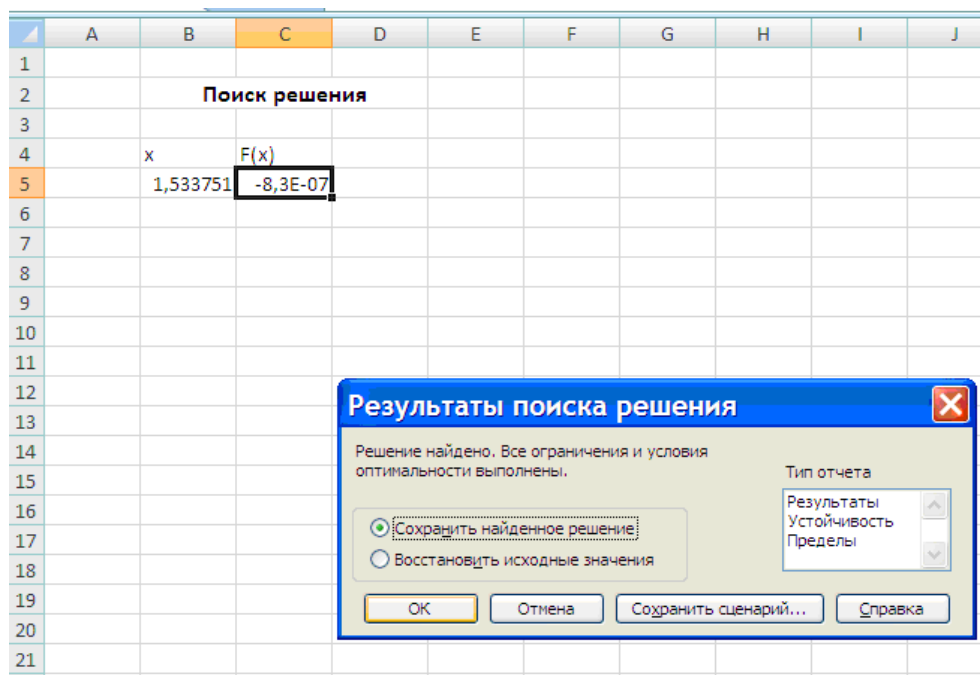 A B C D E F G H I J
1
2 Поиск решения
3
4 x F(x)
5 1,533751 -8,3E-07
6
7
8
9
10
11
12
13
14
15
16
17
18
19
20
21
Результаты поиска решения
Решение найдено. Все ограничения и условия
оптимальности выполнены.
Тип отчета
Результаты
Устойчивость
Пределы
Сохранить найденное решение
Восстановить исходные значения
ОК Отмена Сохранить сценарий... Справка